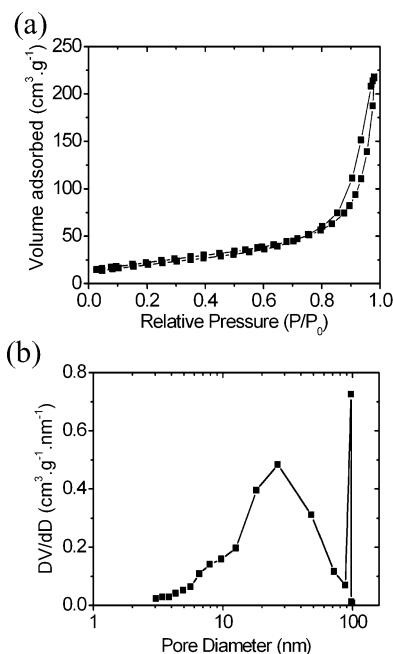 (a)
250
200
150
100
50
0
Volume adsorbed (cm³.g⁻¹)
0.0 0.2 0.4 0.6 0.8 1.0
Relative Pressure (P/P₀)
(b)
0.8
0.6
0.4
0.2
0.0
DV/dD (cm³.g⁻¹.nm⁻¹)
1 10 100
Pore Diameter (nm)